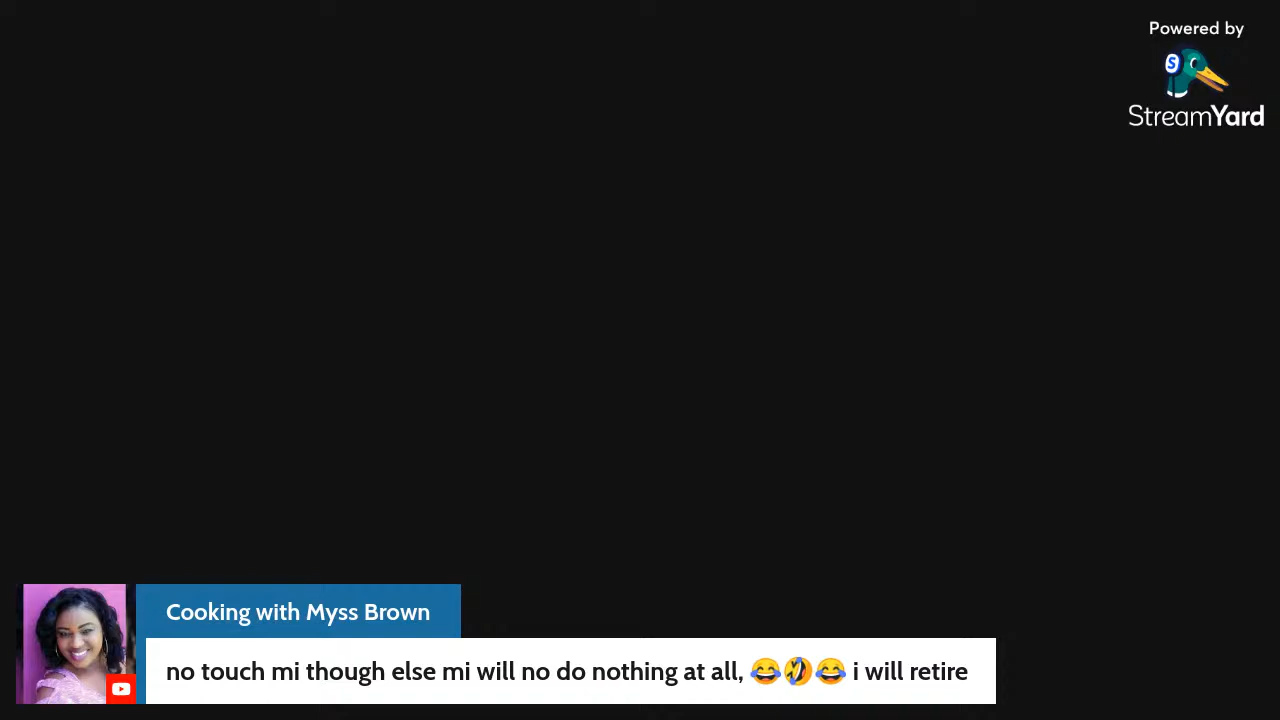 Powered by
StreamYard
Cooking with Myss Brown
no touch mi though else mi will no do nothing at all, 😂🤣😂 i will retire